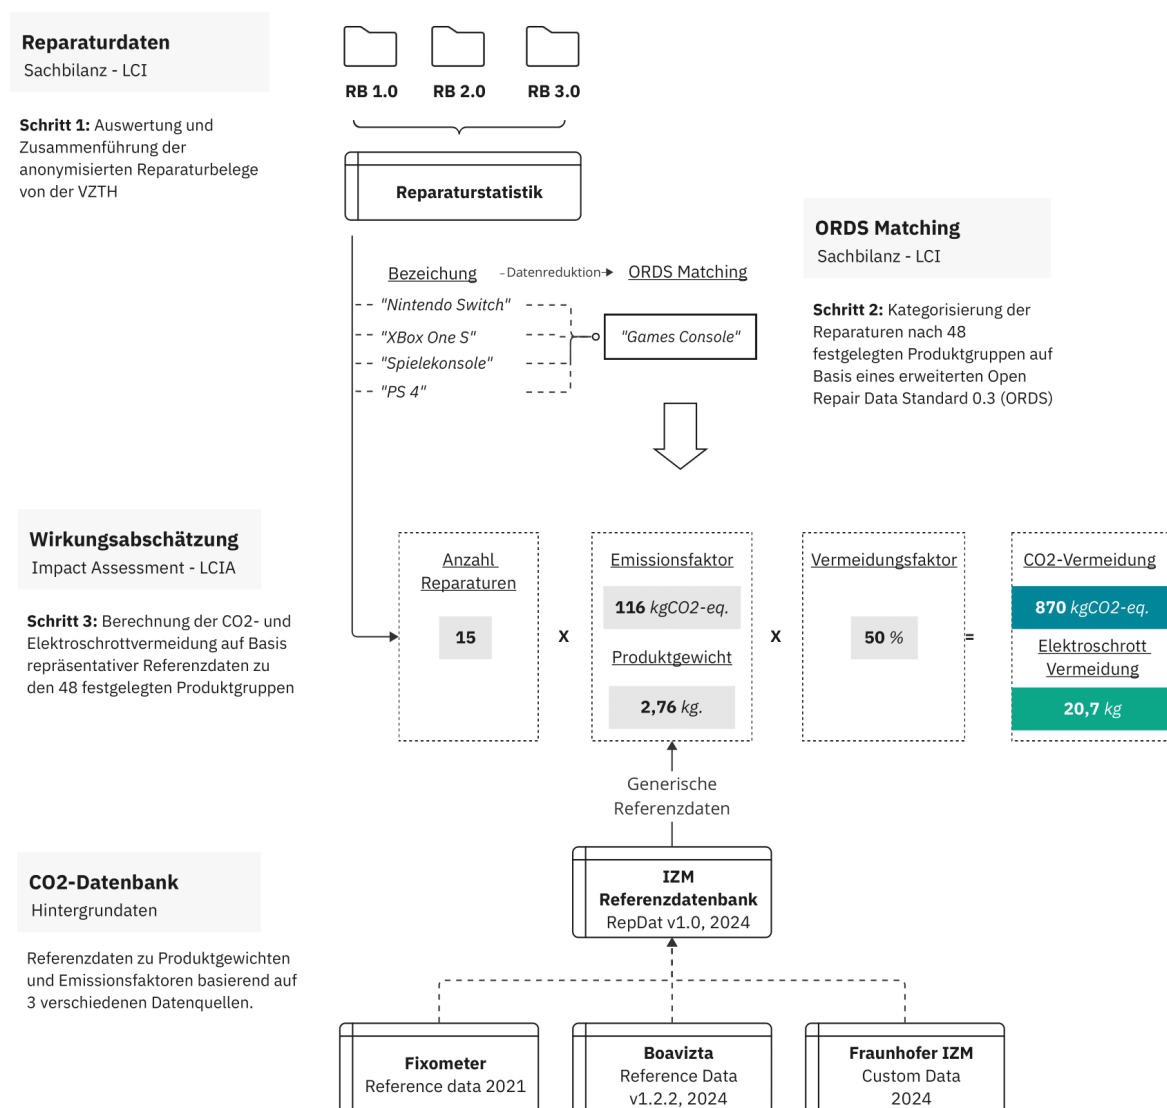 Reparaturdaten
Sachbilanz - LCI
Schritt 1: Auswertung und
Zusammenführung der
anonymisierten Reparaturbelege
von der VZTH
RB 1.0
RB 2.0
RB 3.0
Reparaturstatistik
ORDS Matching
Sachbilanz - LCI
Schritt 2: Kategorisierung der
Reparaturen nach 48
festgelegten Produktgruppen auf
Basis eines erweiterten Open
Repair Data Standard 0.3 (ORDS)
Bezeichung
Datenreduktion
ORDS Matching
"Nintendo Switch"
"XBox One S"
"Spielekonsole"
"PS 4"
"Games Console"
Wirkungsabschätzung
Impact Assessment - LCIA
Schritt 3: Berechnung der CO2- und
Elektroschrottvermeidung auf Basis
repräsentativer Referenzdaten zu
den 48 festgelegten Produktgruppen
Anzahl
Reparaturen
15
X
Emissionsfaktor
116 kgCO2-eq.
Produktgewicht
2,76 kg.
X
Vermeidungsfaktor
50 %
=
CO2-Vermeidung
870 kgCO2-eq.
Elektroschrott
Vermeidung
20,7 kg
Generische
Referenzdaten
CO2-Datenbank
Hintergrundaten
Referenzdaten zu Produktgewichten
und Emissionsfaktoren basierend auf
3 verschiedenen Datenquellen.
IZM
Referenzdatenbank
RepDat v1.0, 2024
Fixometer
Reference data 2021
Boavizta
Reference Data
v1.2.2, 2024
Fraunhofer IZM
Custom Data
2024